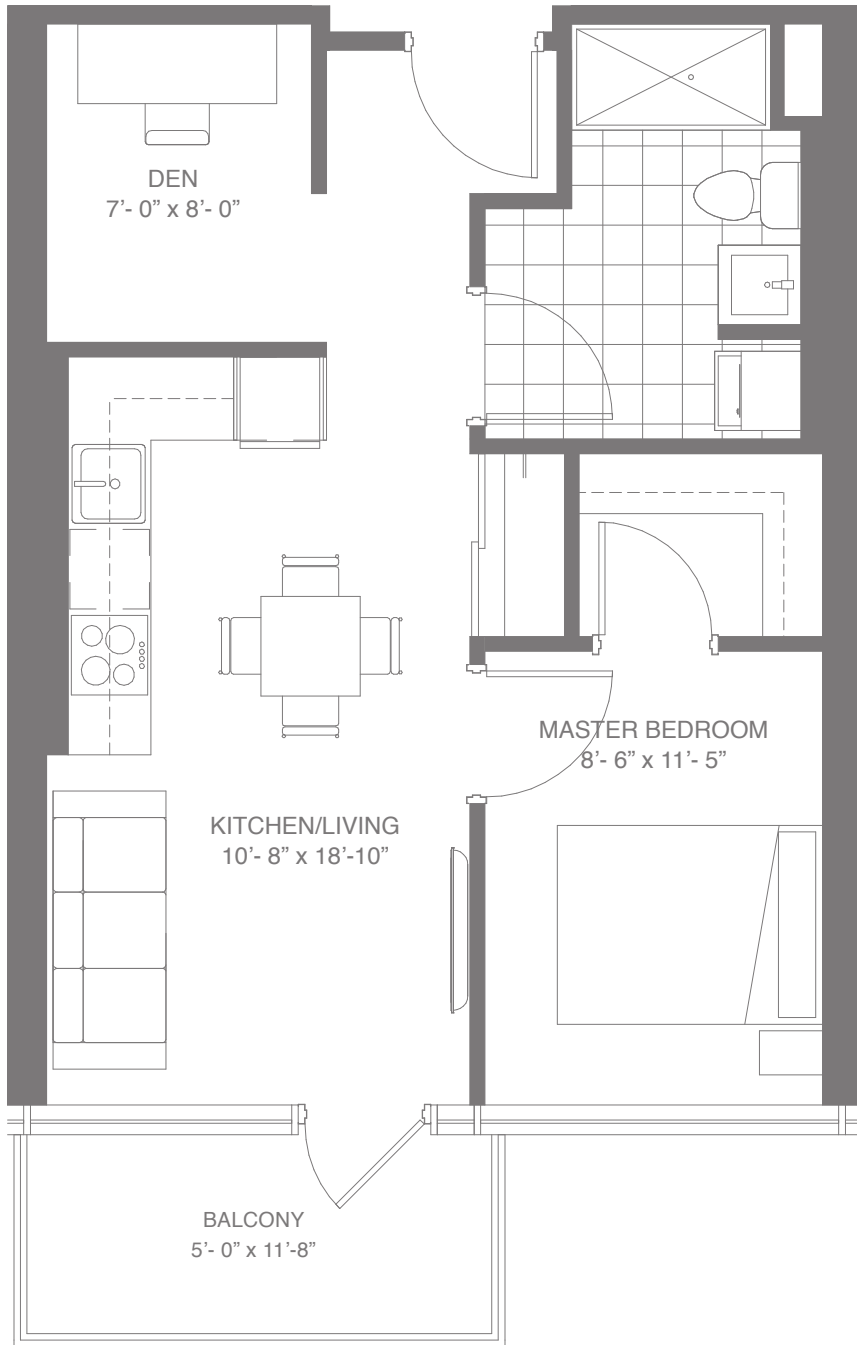 DEN
7’- 0” x 8’- 0”
MASTER BEDROOM
8’- 6” x 11’- 5”
KITCHEN/LIVING
10’- 8” x 18’-10”
BALCONY
5’- 0” x 11’-8”